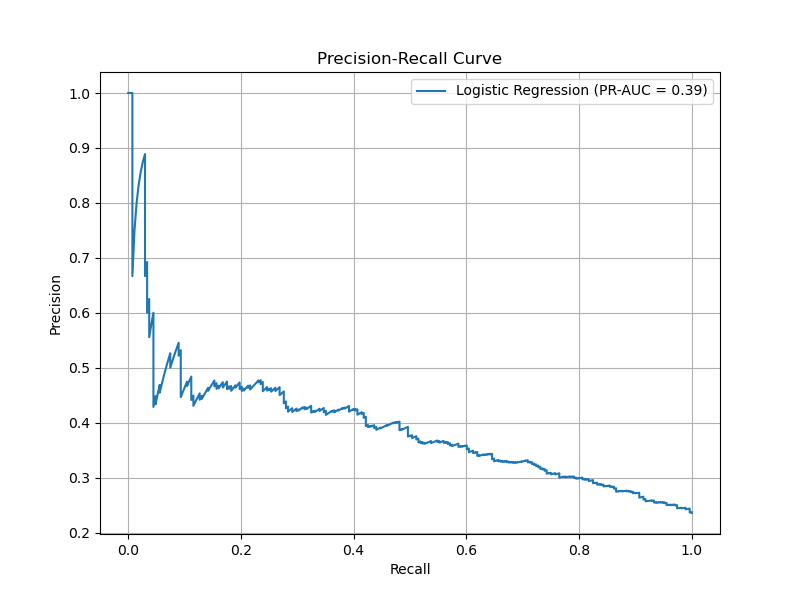 Precision-Recall Curve
Logistic Regression (PR-AUC = 0.39)
Precision
1.0
0.9
0.8
0.7
0.6
0.5
0.4
0.3
0.2
0.0 0.2 0.4 0.6 0.8 1.0
Recall